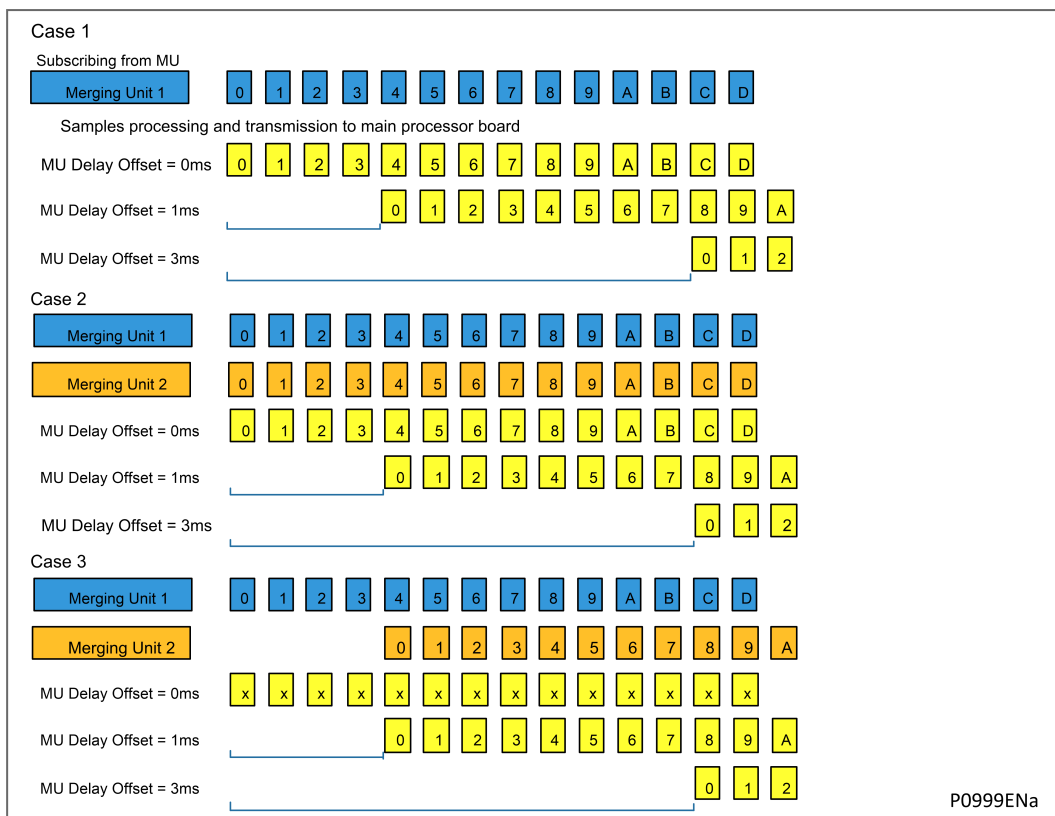 Case 1
Subscribing from MU
Merging Unit 1 0 1 2 3 4 5 6 7 8 9 A B C D
Samples processing and transmission to main processor board
MU Delay Offset = 0ms 0 1 2 3 4 5 6 7 8 9 A B C D
MU Delay Offset = 1ms 0 1 2 3 4 5 6 7 8 9 A
MU Delay Offset = 3ms 0 1 2
Case 2
Merging Unit 1 0 1 2 3 4 5 6 7 8 9 A B C D
Merging Unit 2 0 1 2 3 4 5 6 7 8 9 A B C D
MU Delay Offset = 0ms 0 1 2 3 4 5 6 7 8 9 A B C D
MU Delay Offset = 1ms 0 1 2 3 4 5 6 7 8 9 A
MU Delay Offset = 3ms 0 1 2
Case 3
Merging Unit 1 0 1 2 3 4 5 6 7 8 9 A B C D
Merging Unit 2 0 1 2 3 4 5 6 7 8 9 A
MU Delay Offset = 0ms x x x x x x x x x x x x x x
MU Delay Offset = 1ms 0 1 2 3 4 5 6 7 8 9 A
MU Delay Offset = 3ms 0 1 2
P0999ENa